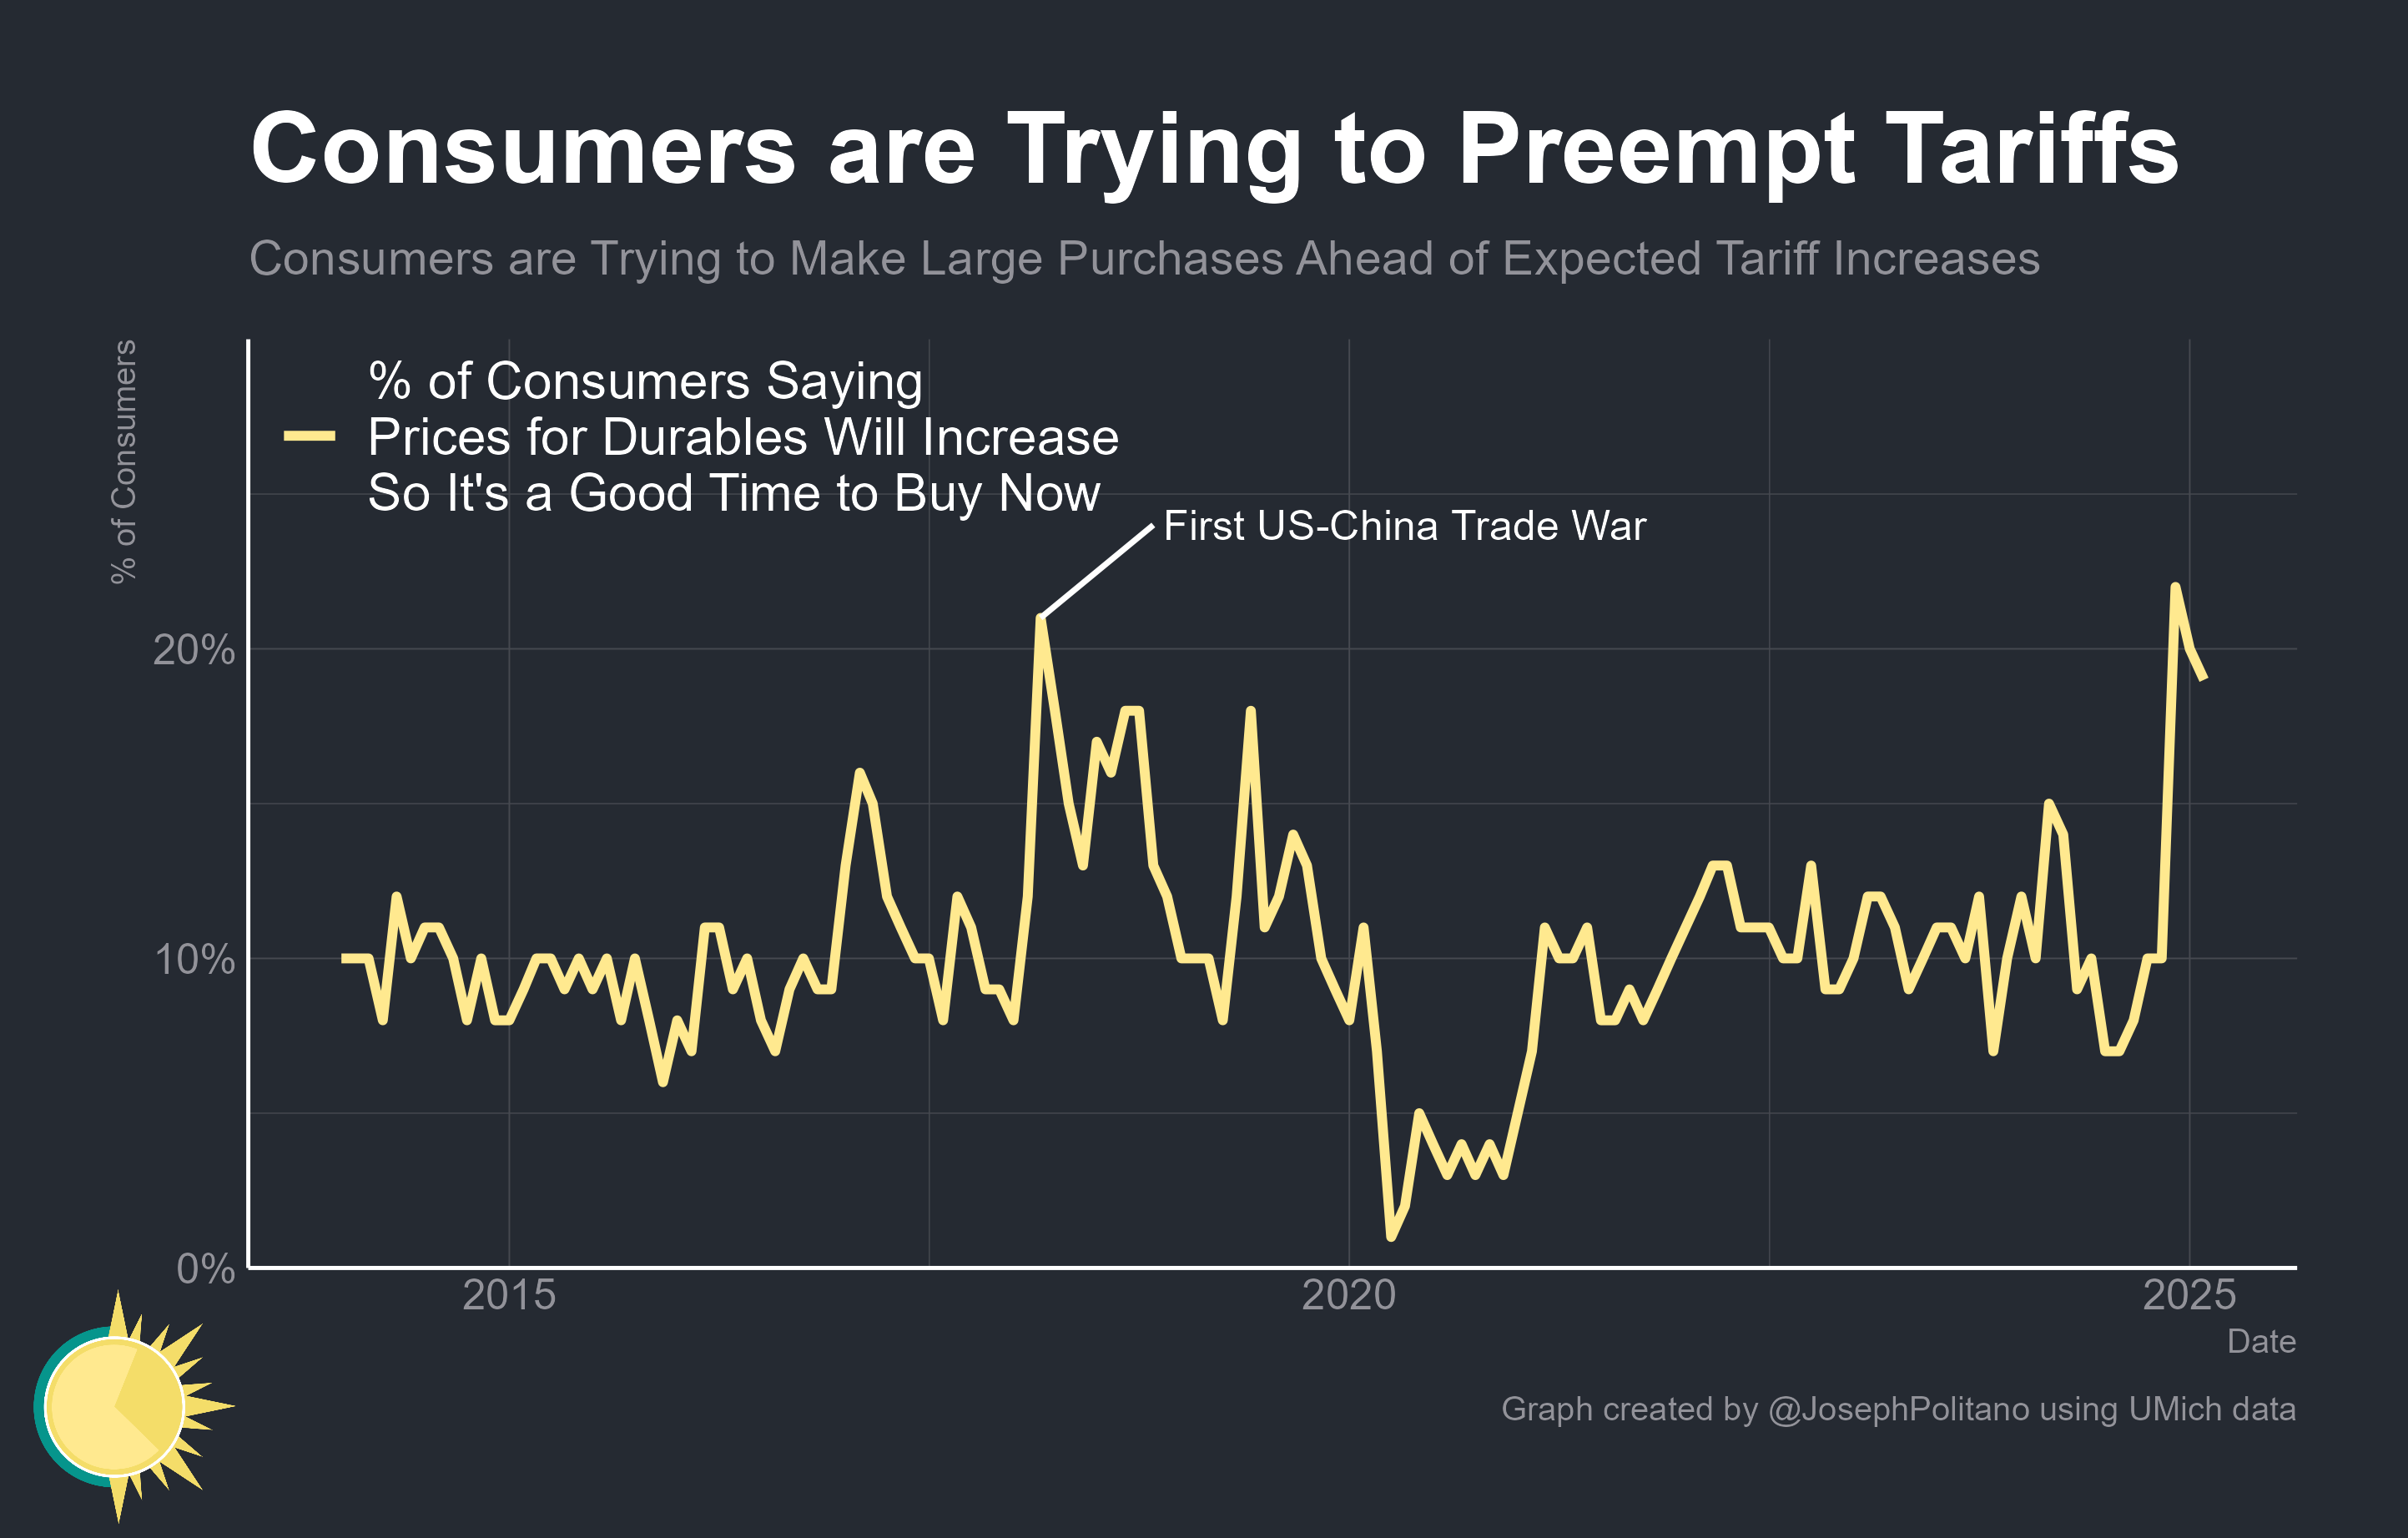 Consumers are Trying to Preempt Tariffs
Consumers are Trying to Make Large Purchases Ahead of Expected Tariff Increases
% of Consumers
% of Consumers Saying
Prices for Durables Will Increase
So It's a Good Time to Buy Now
First US-China Trade War
20%
10%
0%
2015
2020
2025
Date
Graph created by @JosephPolitano using UMich data